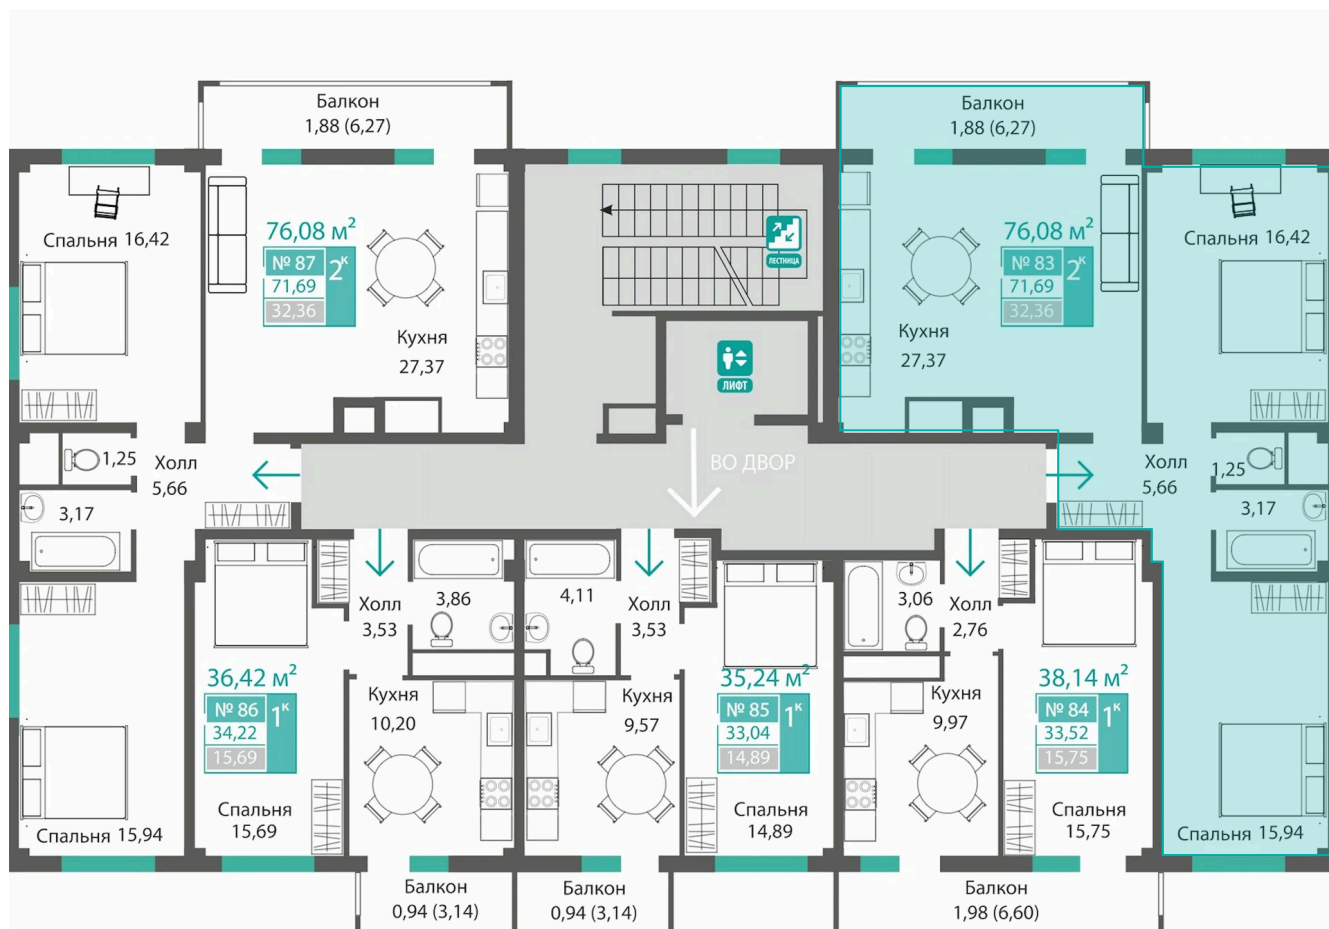 Балкон
1,88 (6,27)
Балкон
1,88 (6,27)
Спальня 16,42
76,08 м²
№ 87
71,69
32,36
2к
Кухня
27,37
ЛЕСТНИЦА
ЛИФТ
76,08 м²
№ 83
71,69
32,36
2к
Кухня
27,37
Спальня 16,42
1,25
Холл
5,66
3,17
ВО ДВОР
Холл
5,66
1,25
3,17
Холл
3,53
3,86
4,11
Холл
3,53
3,06
Холл
2,76
36,42 м²
№ 86
34,22
15,69
1к
Кухня
10,20
Кухня
9,57
35,24 м²
№ 85
33,04
14,89
1к
Кухня
9,97
38,14 м²
№ 84
33,52
15,75
1к
Спальня 15,94
Спальня
15,69
Спальня
14,89
Спальня
15,75
Спальня 15,94
Балкон
0,94 (3,14)
Балкон
0,94 (3,14)
Балкон
1,98 (6,60)